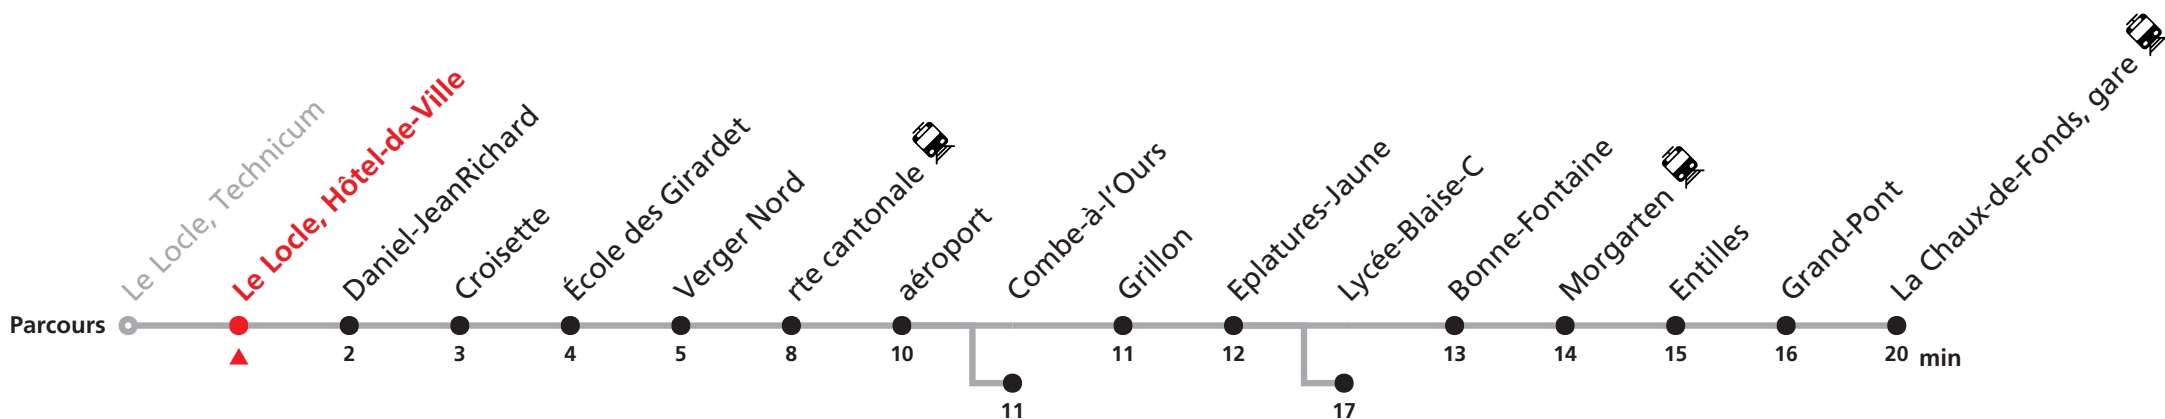 Le Locle, Technicum
Le Locle, Hôtel-de-Ville
Daniel-JeanRichard
Croisette
École des Girardet
Verger Nord
rte cantonale
aéroport
Combe-à-l'Ours
Grillon
Eplatures-Jaune
Lycée-Blaise-C
Bonne-Fontaine
Morgarten
Entilles
Grand-Pont
La Chaux-de-Fonds, gare
Parcours
2 3 4 5 8 10 11 12 13 14 15 16 20 min
11 17